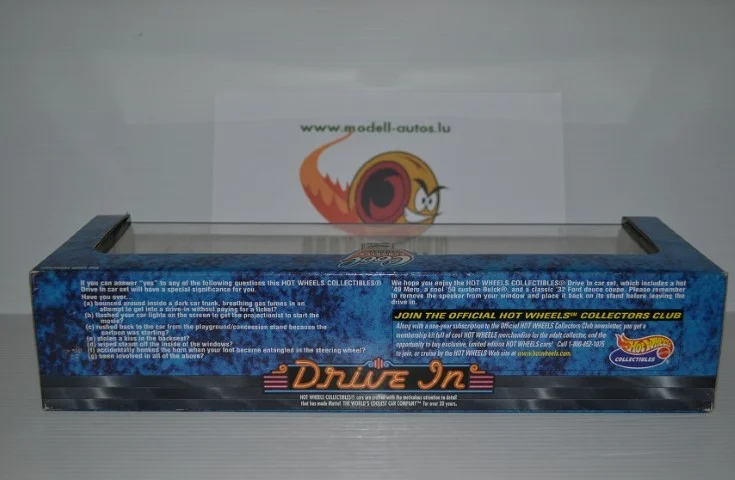 www.modell-autos.lu
If you can answer "yes" to any of the following questions this HOT WHEELS COLLECTIBLES®
Drive In car set will have a special significance for you.
Have you ever...
(a) bounced around inside a dark car trunk, breathing gas fumes in an
attempt to get into a drive-in without paying for a ticket?
(b) flashed your car lights on the screen to get the projectionist to start the
movie?
(c) rushed back to the car from the playground/concession stand because the
cartoon was starting?
(e) stolen a kiss in the backseat?
(d) wiped steam off the inside of the windows?
(f) accidentally honked the horn when your foot became entangled in the steering wheel?
(g) been involved in all of the above?
We hope you enjoy the HOT WHEELS COLLECTIBLES® Drive In car set, which includes a hot
'49 Merc, a cool '50 custom Buick®, and a classic '32 Ford deuce coupe. Please remember
to remove the speaker from your window and place it back on its stand before leaving the
drive in.
JOIN THE OFFICIAL HOT WHEELS℠ COLLECTORS CLUB
Along with a one-year subscription to the Official HOT WHEELS Collectors Club newsletter, you get a
membership kit full of cool HOT WHEELS merchandise for the adult collector, and the
opportunity to buy exclusive, limited edition HOT WHEELS cars! Call 1-800-852-1075
to join, or cruise by the HOT WHEELS Web site at www.hotwheels.com.
Hot Wheels
COLLECTIBLES
Drive In
HOT WHEELS COLLECTIBLES® cars are crafted with the meticulous attention to detail
that has made Mattel THE WORLD'S COOLEST CAR COMPANY™ for over 30 years.